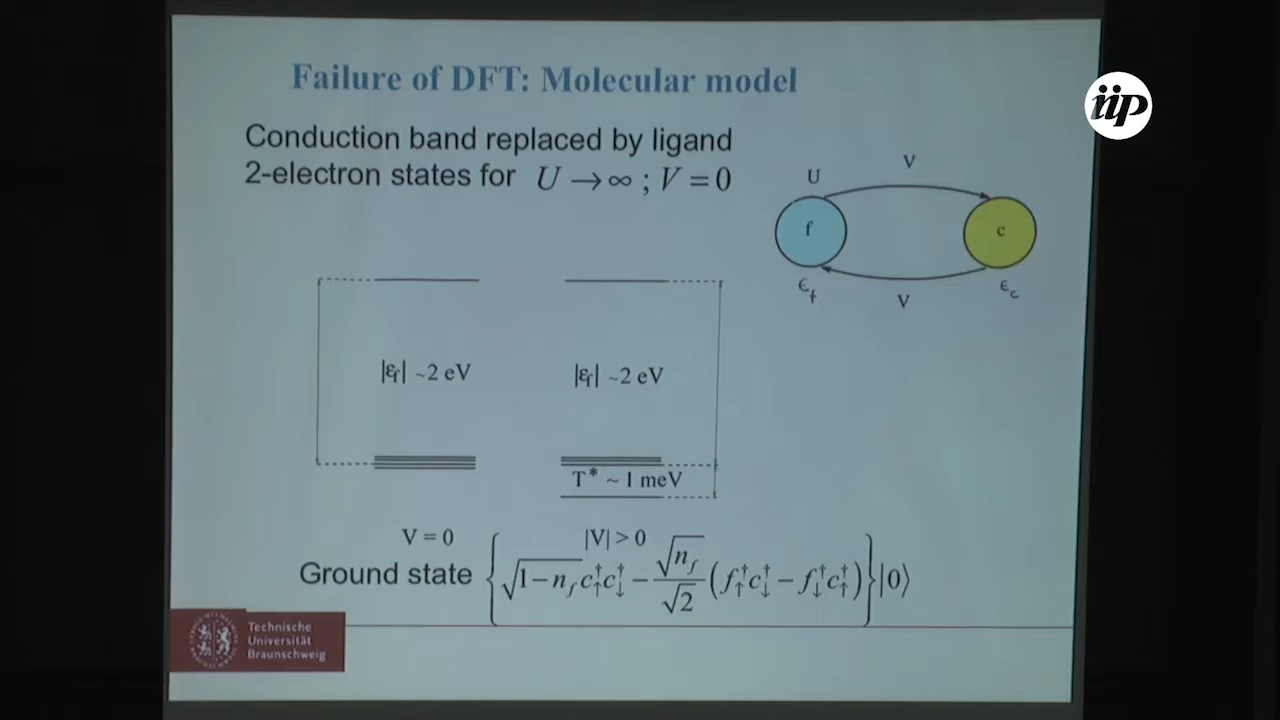 Failure of DFT: Molecular model
iip
Conduction band replaced by ligand
2-electron states for U → ∞ ; V = 0
V
U
f
c
ϵ_f
ϵ_c
V
|ε_f| ~2 eV
|ε_f| ~2 eV
T* ~ 1 meV
V = 0
|V| > 0
Ground state {√(1−n_f) c↑†c↓† − √n_f/√2 (f↑†c↓† − f↓†c↑†)}|0⟩
Technische
Universität
Braunschweig